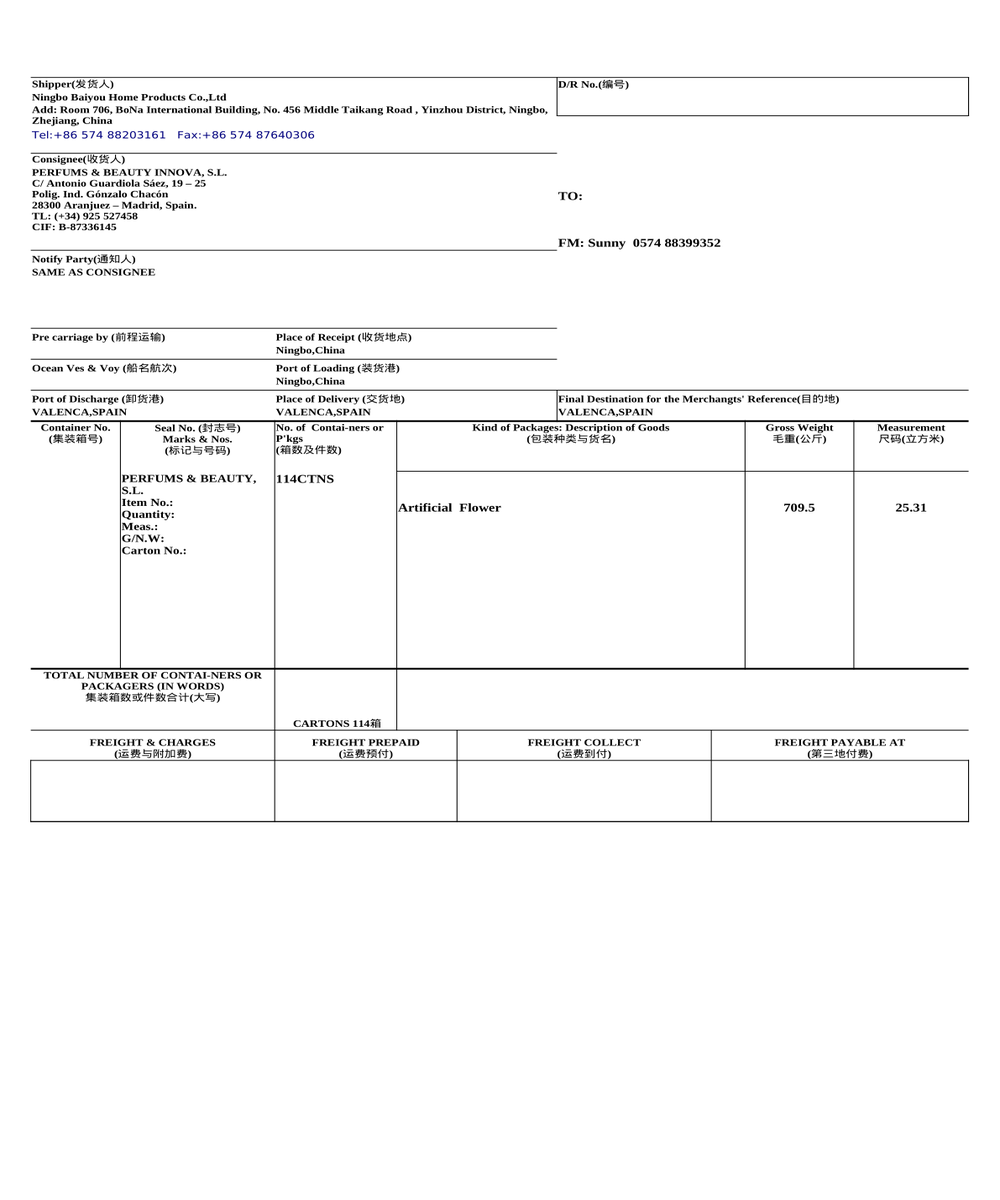 Shipper(发货人)
D/R No.(编号)
Ningbo Baiyou Home Products Co.,Ltd
Add: Room 706, BoNa International Building, No. 456 Middle Taikang Road , Yinzhou District, Ningbo,
Zhejiang, China
Tel:+86 574 88203161   Fax:+86 574 87640306
Consignee(收货人)
PERFUMS & BEAUTY INNOVA, S.L.
C/ Antonio Guardiola Sáez, 19 – 25
Polig. Ind. Gónzalo Chacón
28300 Aranjuez – Madrid, Spain.
TL: (+34) 925 527458
CIF: B-87336145
TO:
FM: Sunny  0574 88399352
Notify Party(通知人)
SAME AS CONSIGNEE
Pre carriage by (前程运输)
Place of Receipt (收货地点)
Ningbo,China
Ocean Ves & Voy (船名航次)
Port of Loading (装货港)
Ningbo,China
Port of Discharge (卸货港)
VALENCA,SPAIN
Place of Delivery (交货地)
VALENCA,SPAIN
Final Destination for the Merchangts' Reference(目的地)
VALENCA,SPAIN
Container No.
(集装箱号)
Seal No. (封志号)
Marks & Nos.
(标记与号码)
No. of  Contai-ners or
P'kgs
(箱数及件数)
Kind of Packages: Description of Goods
(包装种类与货名)
Gross Weight
毛重(公斤)
Measurement
尺码(立方米)
PERFUMS & BEAUTY,
S.L.
Item No.:
Quantity:
Meas.:
G/N.W:
Carton No.:
114CTNS
Artificial  Flower
709.5
25.31
TOTAL NUMBER OF CONTAI-NERS OR
PACKAGERS (IN WORDS)
集装箱数或件数合计(大写)
CARTONS 114箱
FREIGHT & CHARGES
(运费与附加费)
FREIGHT PREPAID
(运费预付)
FREIGHT COLLECT
(运费到付)
FREIGHT PAYABLE AT
(第三地付费)